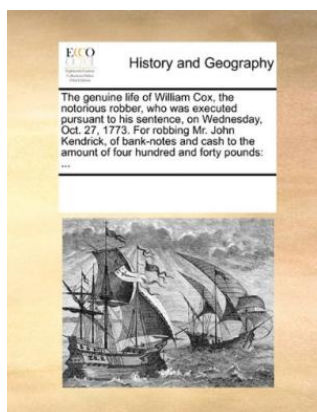 ECCO
History and Geography
The genuine life of William Cox, the
notorious robber, who was executed
pursuant to his sentence, on Wednesday,
Oct. 27, 1773. For robbing Mr. John
Kendrick, of bank-notes and cash to the
amount of four hundred and forty pounds:
...